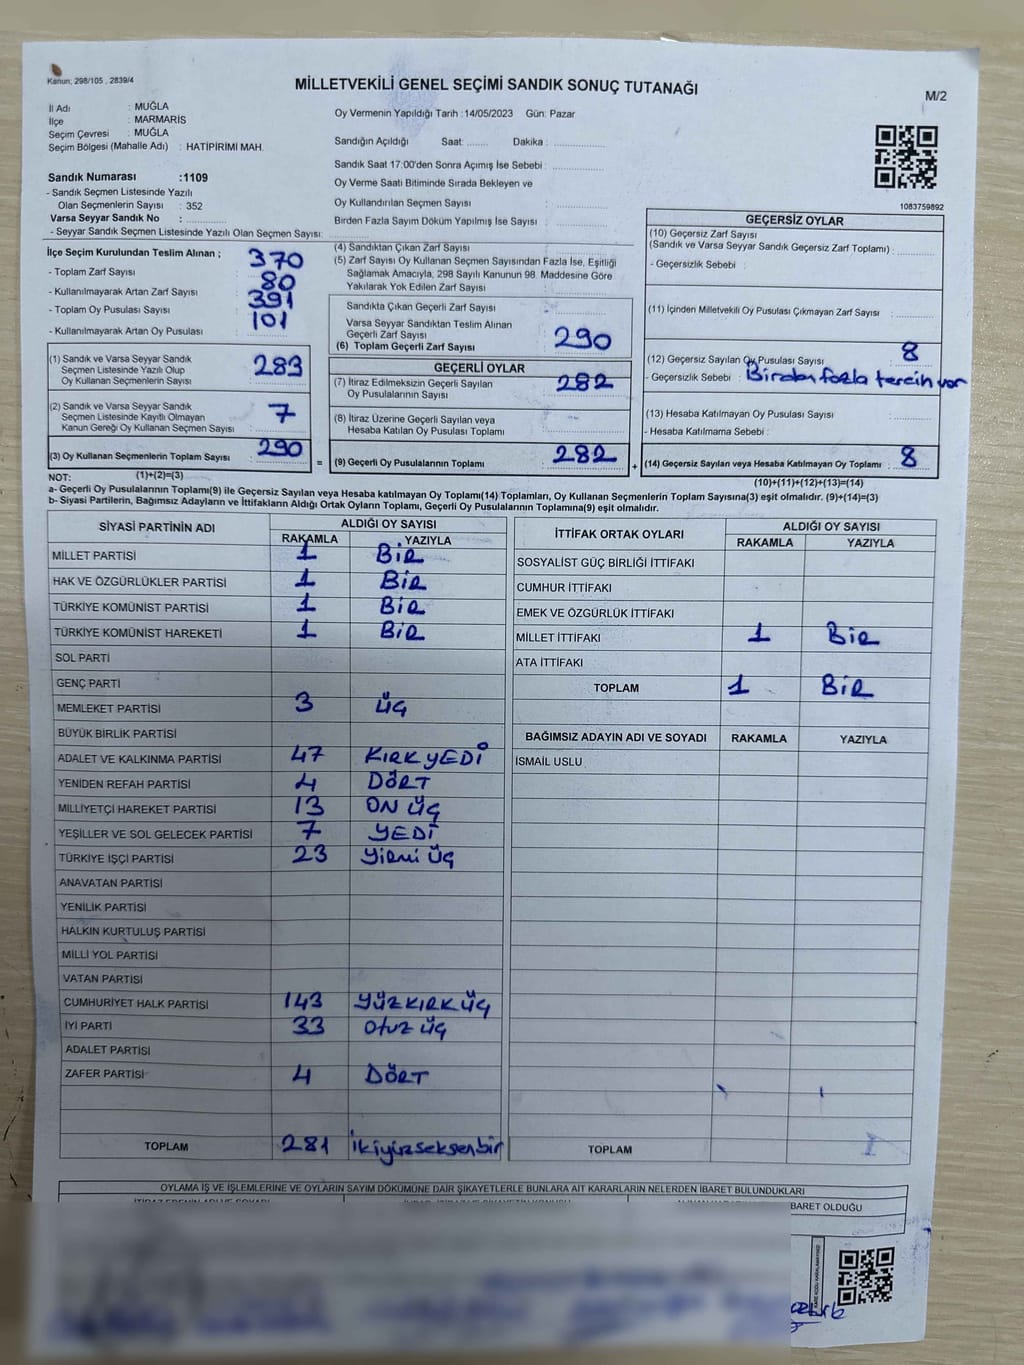 Kanun; 298/105 , 2839/4
MİLLETVEKİLİ GENEL SEÇİMİ SANDIK SONUÇ TUTANAĞI
M/2
İl Adı : MUĞLA
İlçe : MARMARİS
Seçim Çevresi : MUĞLA
Seçim Bölgesi (Mahalle Adı) : HATİPİRİMİ MAH.
Oy Vermenin Yapıldığı Tarih :14/05/2023 Gün: Pazar
Sandığın Açıldığı Saat: ........ Dakika : ................
Sandık Saat 17:00'den Sonra Açımış İse Sebebi : ................
Oy Verme Saati Bitiminde Sırada Bekleyen ve
Oy Kullandırılan Seçmen Sayısı : ................
Birden Fazla Sayım Döküm Yapılmış İse Sayısı : ................
1083759892
Sandık Numarası :1109
- Sandık Seçmen Listesinde Yazılı
Olan Seçmenlerin Sayısı : 352
Varsa Seyyar Sandık No : ............
- Seyyar Sandık Seçmen Listesinde Yazılı Olan Seçmen Sayısı: ............
İlçe Seçim Kurulundan Teslim Alınan ;
- Toplam Zarf Sayısı : 370
- Kullanılmayarak Artan Zarf Sayısı : 80
- Toplam Oy Pusulası Sayısı : 391
- Kullanılmayarak Artan Oy Pusulası : 101
(1) Sandık ve Varsa Seyyar Sandık
Seçmen Listesinde Yazılı Olup
Oy Kullanan Seçmenlerin Sayısı : 283
(2) Sandık ve Varsa Seyyar Sandık
Seçmen Listesinde Kayıtlı Olmayan
Kanun Gereği Oy Kullanan Seçmen Sayısı : 7
(3) Oy Kullanan Seçmenlerin Toplam Sayısı : 290
(1)+(2)=(3)
(4) Sandıktan Çıkan Zarf Sayısı :
(5) Zarf Sayısı Oy Kullanan Seçmen Sayısından Fazla İse, Eşitliği
Sağlamak Amacıyla, 298 Sayılı Kanunun 98. Maddesine Göre
Yakılarak Yok Edilen Zarf Sayısı :
Sandıkta Çıkan Geçerli Zarf Sayısı :
Varsa Seyyar Sandıktan Teslim Alınan
Geçerli Zarf Sayısı :
(6) Toplam Geçerli Zarf Sayısı : 290
GEÇERLİ OYLAR
(7) İtiraz Edilmeksizin Geçerli Sayılan
Oy Pusulalarının Sayısı : 282
(8) İtiraz Üzerine Geçerli Sayılan veya
Hesaba Katılan Oy Pusulası Toplamı :
= (9) Geçerli Oy Pusulalarının Toplamı : 282
GEÇERSİZ OYLAR
(10) Geçersiz Zarf Sayısı
(Sandık ve Varsa Seyyar Sandık Geçersiz Zarf Toplamı) :
- Geçersizlik Sebebi :
(11) İçinden Milletvekili Oy Pusulası Çıkmayan Zarf Sayısı :
(12) Geçersiz Sayılan Oy Pusulası Sayısı : 8
- Geçersizlik Sebebi : Birden fazla tercih var
(13) Hesaba Katılmayan Oy Pusulası Sayısı :
- Hesaba Katılmama Sebebi :
+ (14) Geçersiz Sayılan veya Hesaba Katılmayan Oy Toplamı : 8
(10)+(11)+(12)+(13)=(14)
NOT:
a- Geçerli Oy Pusulalarının Toplamı(9) ile Geçersiz Sayılan veya Hesaba katılmayan Oy Toplamı(14) Toplamları, Oy Kullanan Seçmenlerin Toplam Sayısına(3) eşit olmalıdır. (9)+(14)=(3)
b- Siyasi Partilerin, Bağımsız Adayların ve İttifakların Aldığı Ortak Oyların Toplamı, Geçerli Oy Pusulalarının Toplamına(9) eşit olmalıdır.
SİYASİ PARTİNİN ADI ALDIĞI OY SAYISI
RAKAMLA YAZIYLA
MİLLET PARTİSİ 1 BİR
HAK VE ÖZGÜRLÜKLER PARTİSİ 1 BİR
TÜRKİYE KOMÜNİST PARTİSİ 1 BİR
TÜRKİYE KOMÜNİST HAREKETİ 1 BİR
SOL PARTİ
GENÇ PARTİ
MEMLEKET PARTİSİ 3 ÜÇ
BÜYÜK BİRLİK PARTİSİ
ADALET VE KALKINMA PARTİSİ 47 KIRK YEDİ
YENİDEN REFAH PARTİSİ 4 DÖRT
MİLLİYETÇİ HAREKET PARTİSİ 13 ON ÜÇ
YEŞİLLER VE SOL GELECEK PARTİSİ 7 YEDİ
TÜRKİYE İŞÇİ PARTİSİ 23 YİRMİ ÜÇ
ANAVATAN PARTİSİ
YENİLİK PARTİSİ
HALKIN KURTULUŞ PARTİSİ
MİLLİ YOL PARTİSİ
VATAN PARTİSİ
CUMHURİYET HALK PARTİSİ 143 YÜZ KIRK ÜÇ
İYİ PARTİ 33 Otuz üç
ADALET PARTİSİ
ZAFER PARTİSİ 4 DÖRT
TOPLAM 281 İkiyüzseksenbir
İTTİFAK ORTAK OYLARI ALDIĞI OY SAYISI
RAKAMLA YAZIYLA
SOSYALİST GÜÇ BİRLİĞİ İTTİFAKI
CUMHUR İTTİFAKI
EMEK VE ÖZGÜRLÜK İTTİFAKI
MİLLET İTTİFAKI 1 BİR
ATA İTTİFAKI
TOPLAM 1 BİR
BAĞIMSIZ ADAYIN ADI VE SOYADI RAKAMLA YAZIYLA
İSMAİL USLU
TOPLAM
OYLAMA İŞ VE İŞLEMLERİNE VE OYLARIN SAYIM DÖKÜMÜNE DAİR ŞİKAYETLERLE BUNLARA AİT KARARLARIN NELERDEN İBARET BULUNDUKLARI
BARET OLDUĞU